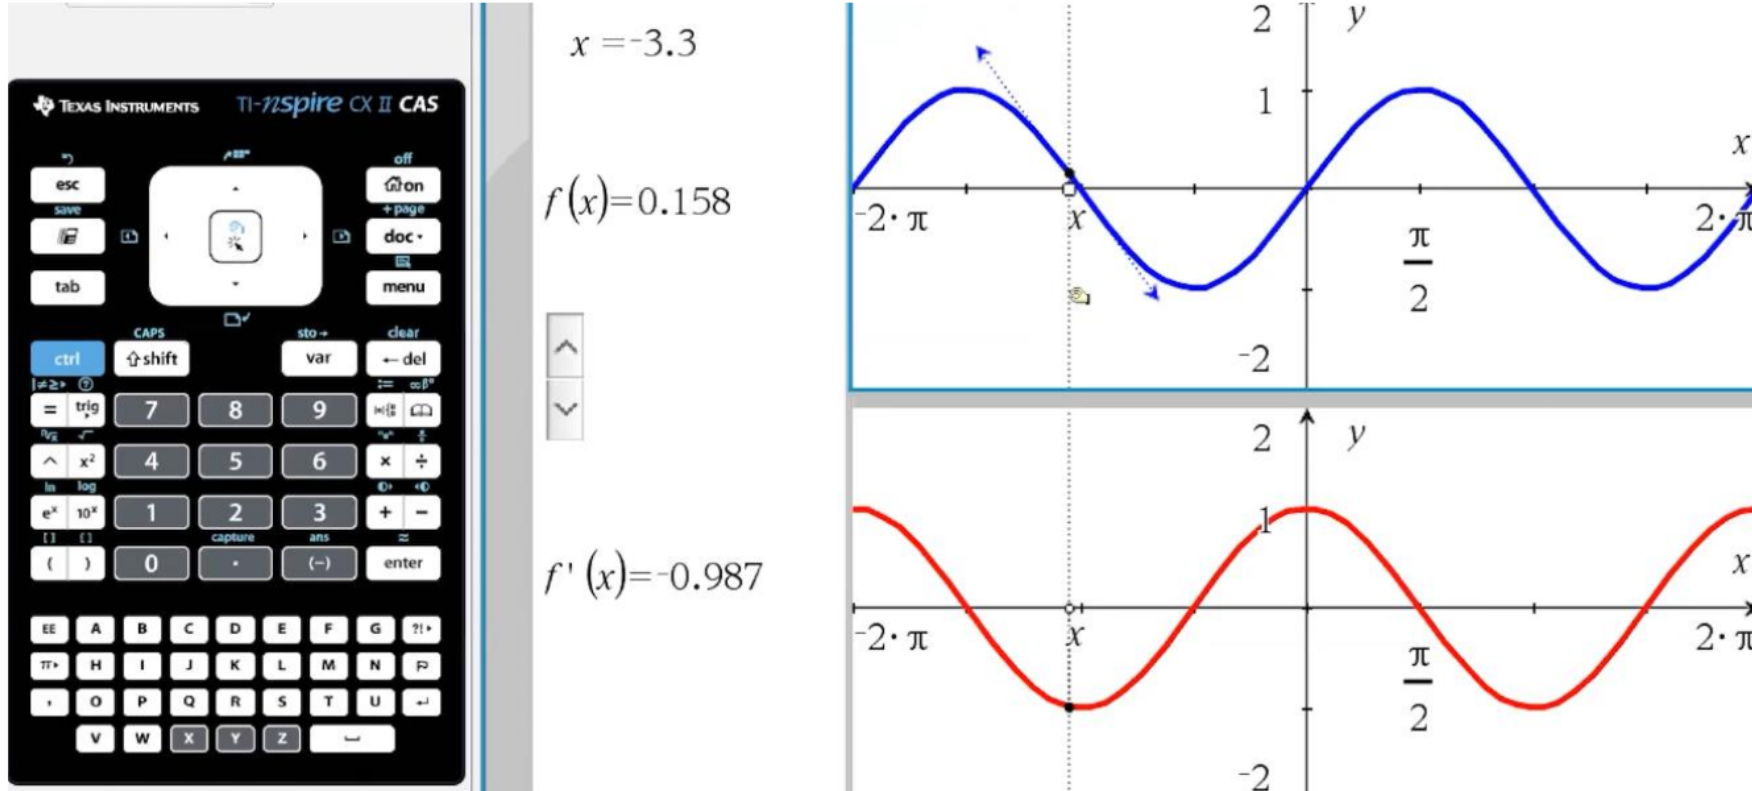 TEXAS INSTRUMENTS TI-nspire CX II CAS
off
esc
on
save
+page
doc
tab
menu
CAPS
sto→
clear
ctrl
⇧shift
var
←del
|≠≥▸
:=
∞β°
=
trig
7
8
9
ⁿ√x
√
"∞"
^
x²
4
5
6
×
÷
ln
log
eˣ
10ˣ
1
2
3
+
−
[ ]
{ }
capture
ans
≈
(
)
0
.
(−)
enter
EE A B C D E F G ?!▸
π▸ H I J K L M N
, O P Q R S T U ↵
V W X Y Z
x =⁻3.3
f(x)=0.158
f'(x)=⁻0.987
2
y
1
x
⁻2·π
x
π
2
2·π
⁻2
2
y
1
x
⁻2·π
x
π
2
2·π
⁻2